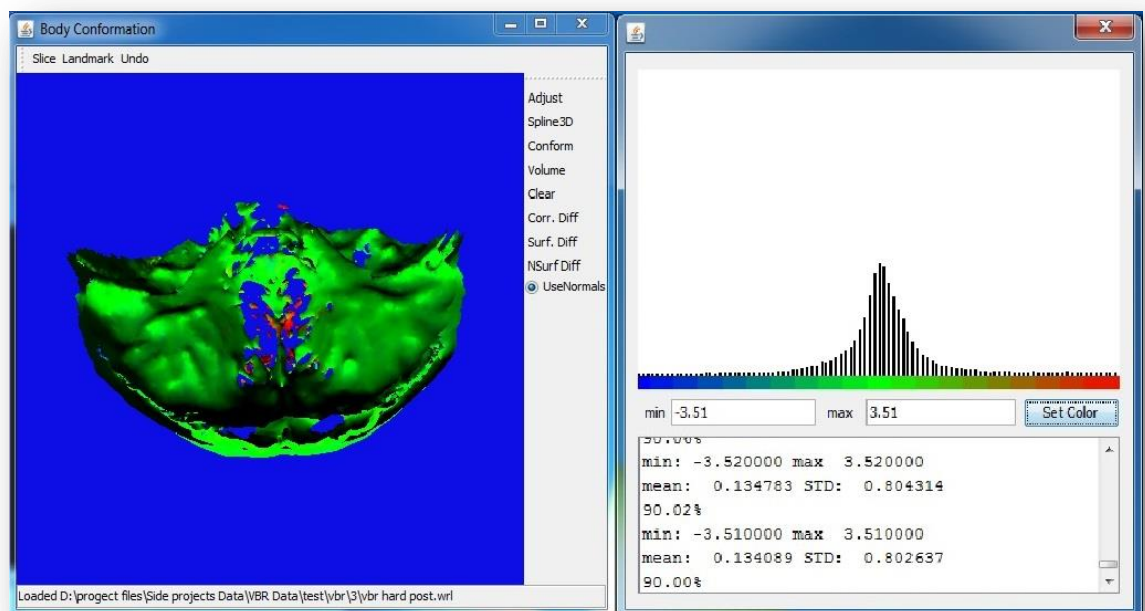 Body Conformation
Slice Landmark Undo
Adjust
Spline3D
Conform
Volume
Clear
Corr. Diff
Surf. Diff
NSurf Diff
UseNormals
Loaded D:\progect files\Side projects Data\VBR Data\test\vbr\3\vbr hard post.wrl
min -3.51 max 3.51 Set Color
90.06%
min: -3.520000 max 3.520000
mean: 0.134783 STD: 0.804314
90.02%
min: -3.510000 max 3.510000
mean: 0.134089 STD: 0.802637
90.00%